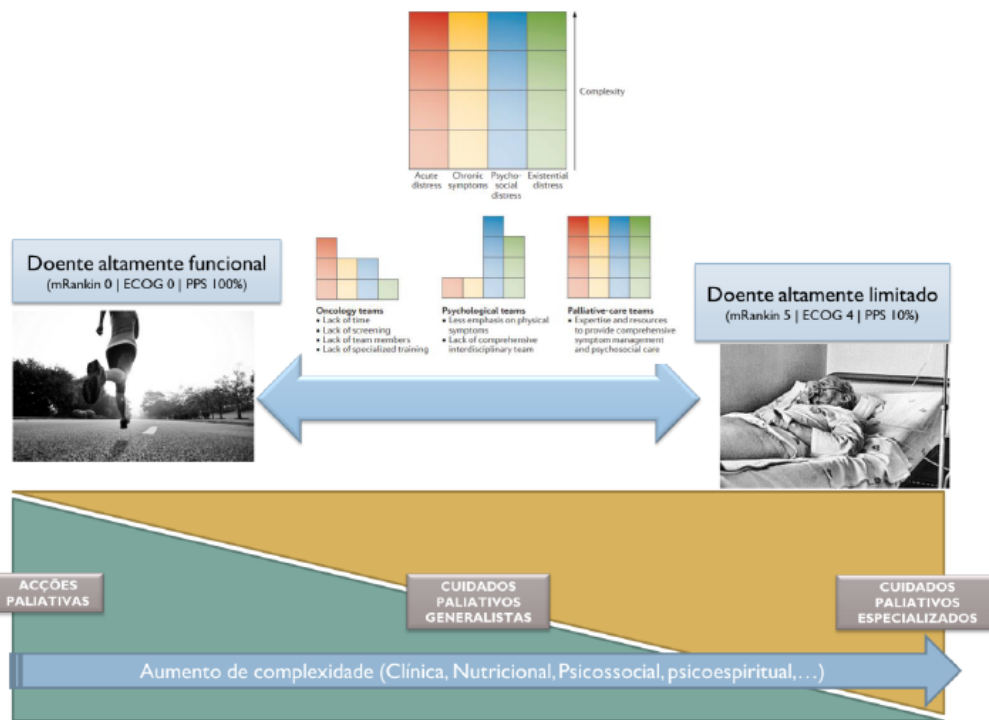 Complexity
Acute
distress
Chronic
symptoms
Psycho-
social
distress
Existential
distress
Doente altamente funcional
(mRankin 0 | ECOG 0 | PPS 100%)
Oncology teams
• Lack of time
• Lack of screening
• Lack of team members
• Lack of specialized training
Psychological teams
• Less emphasis on physical
symptoms
• Lack of comprehensive
interdisciplinary team
Palliative-care teams
• Expertise and resources
to provide comprehensive
symptom management
and psychosocial care
Doente altamente limitado
(mRankin 5 | ECOG 4 | PPS 10%)
ACÇÕES
PALIATIVAS
CUIDADOS
PALIATIVOS
GENERALISTAS
CUIDADOS
PALIATIVOS
ESPECIALIZADOS
Aumento de complexidade (Clínica, Nutricional, Psicossocial, psicoespiritual,…)